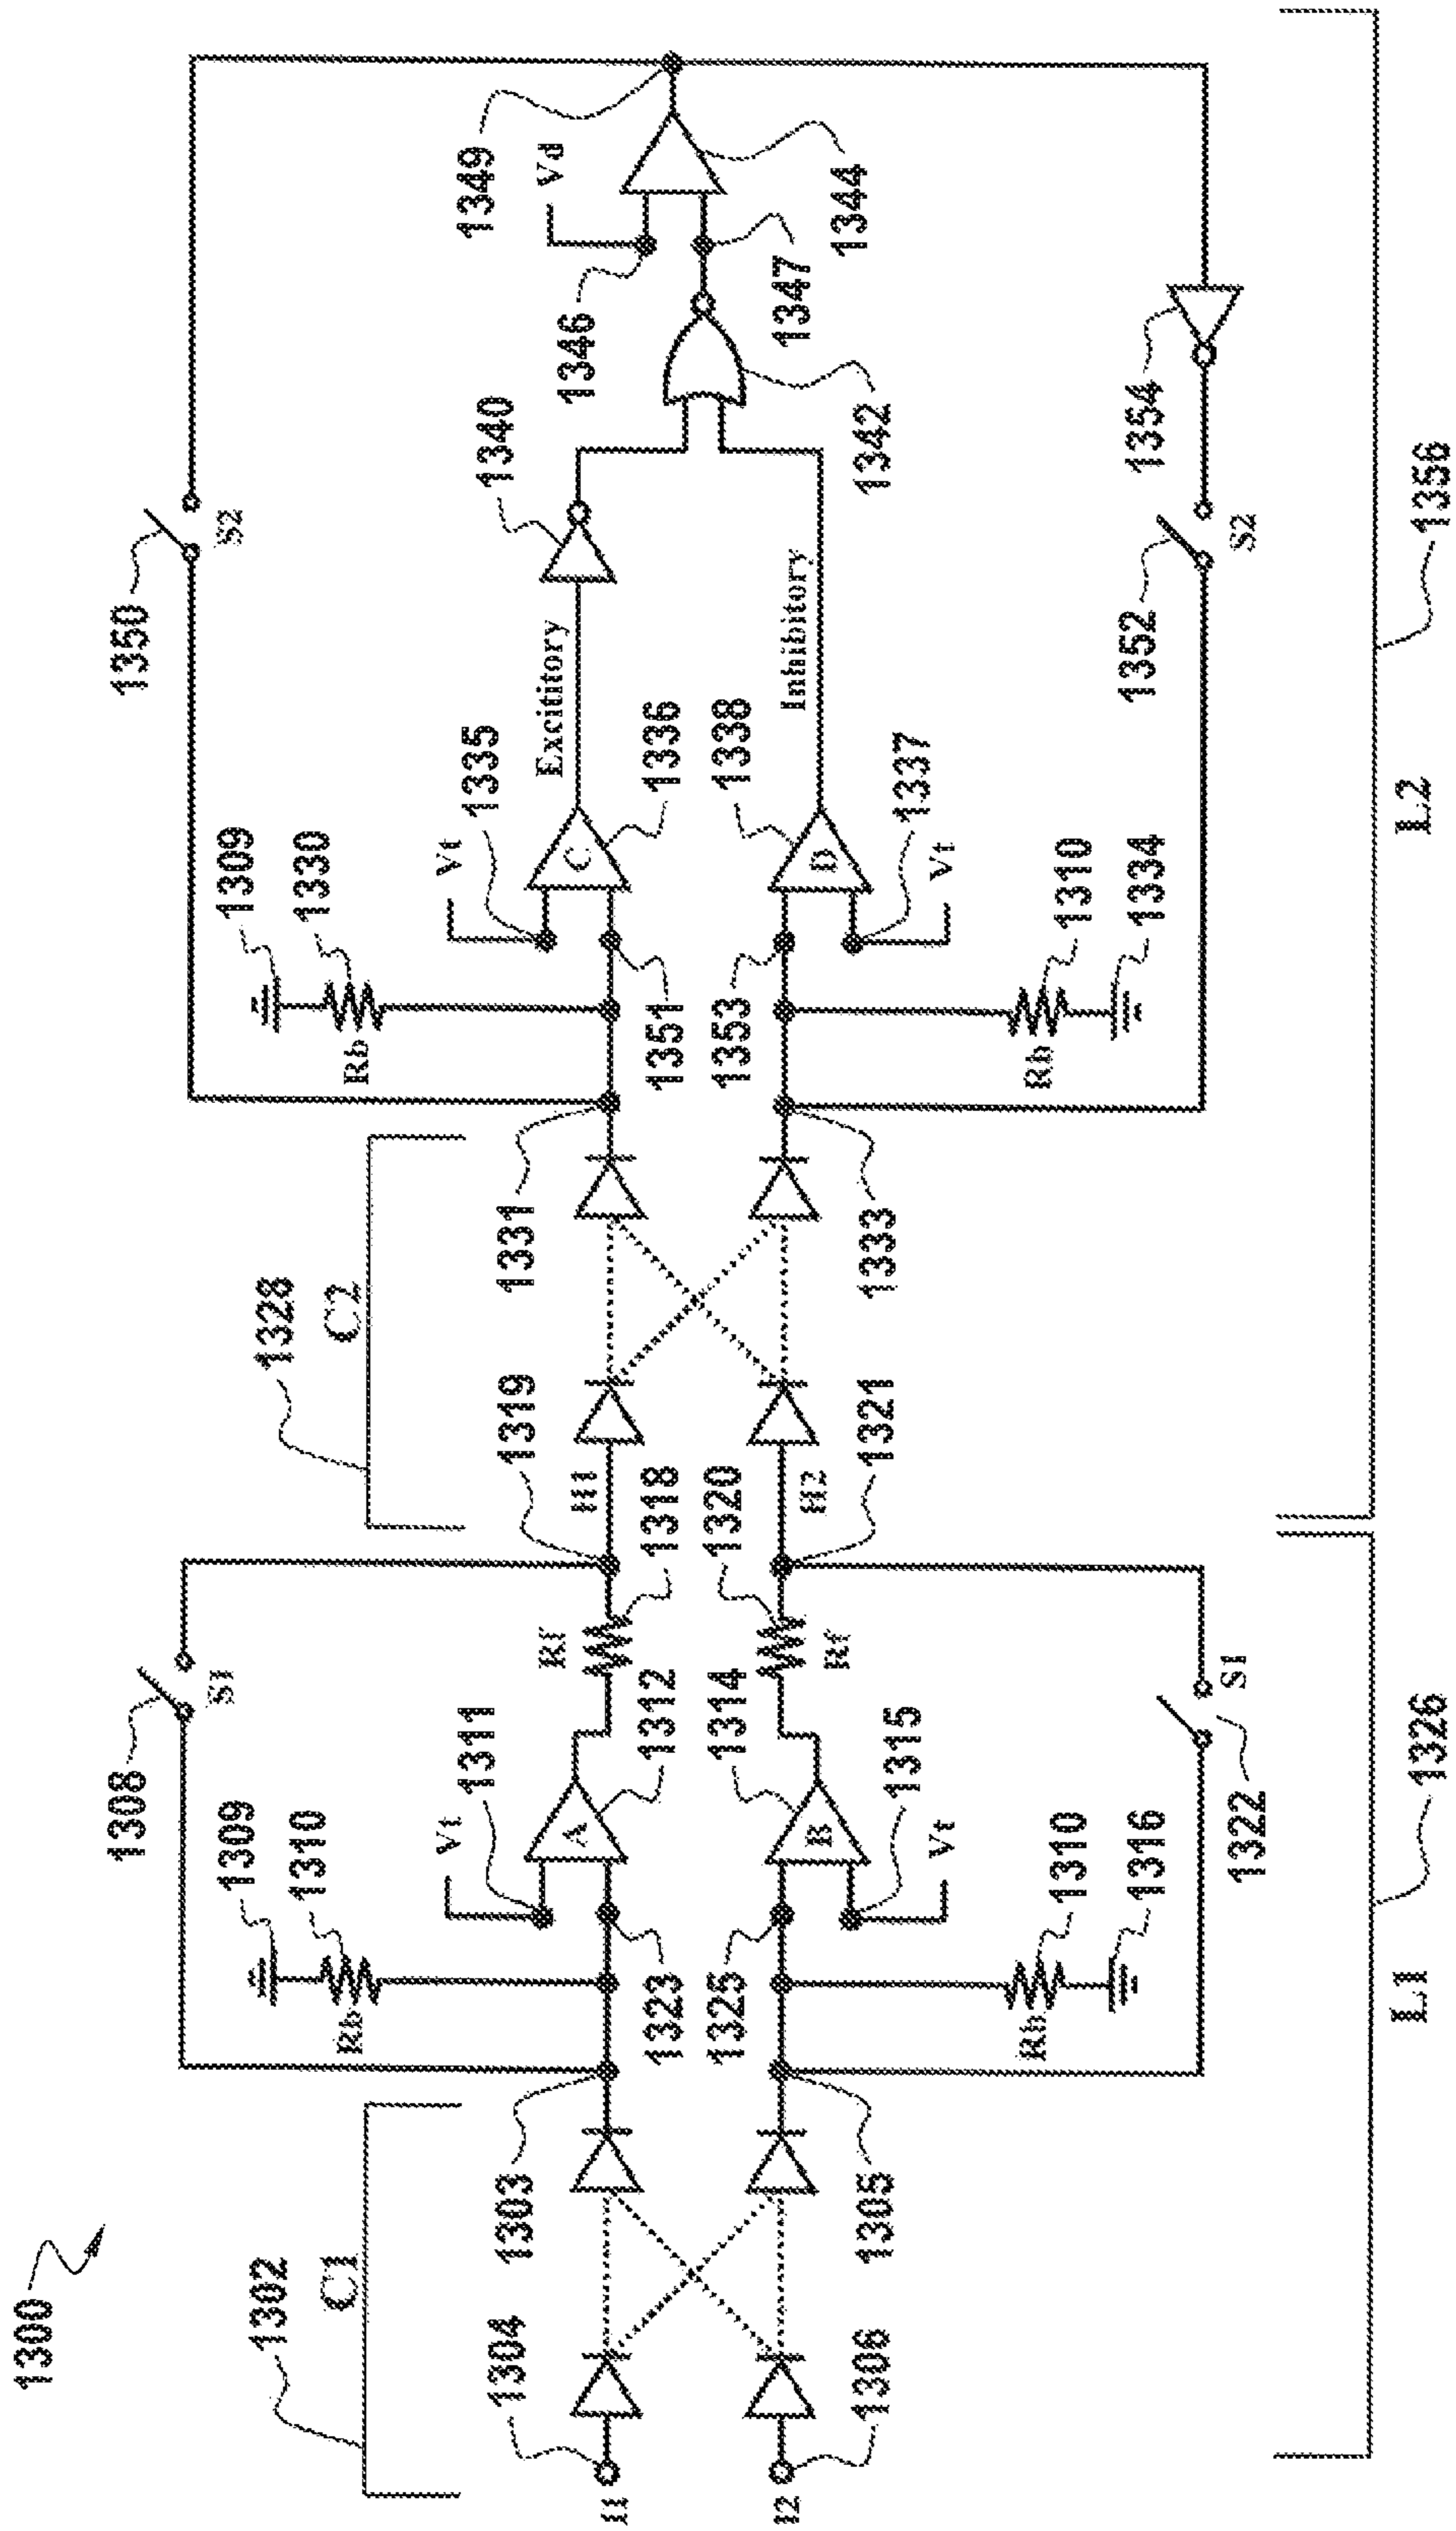 1300
1302
C1
I1
1304
I2
1306
1303
1305
1308
S1
1309
1310
Rb
Vt
1311
A
1312
1323
1325
B
1314
1315
Vt
Rb
1310
1316
1322
S1
Rf
1318
1320
Rf
1319
H1
H2
1321
L1
1326
1328
C2
1331
1333
1350
S2
1309
1330
Rb
Vt
1335
C
1336
1351
1353
D
1338
1337
Vt
Rb
1310
1334
Excititory
Inhibitory
1340
1342
1346
1347
Vd
1349
1344
1354
1352
S2
L2
1356